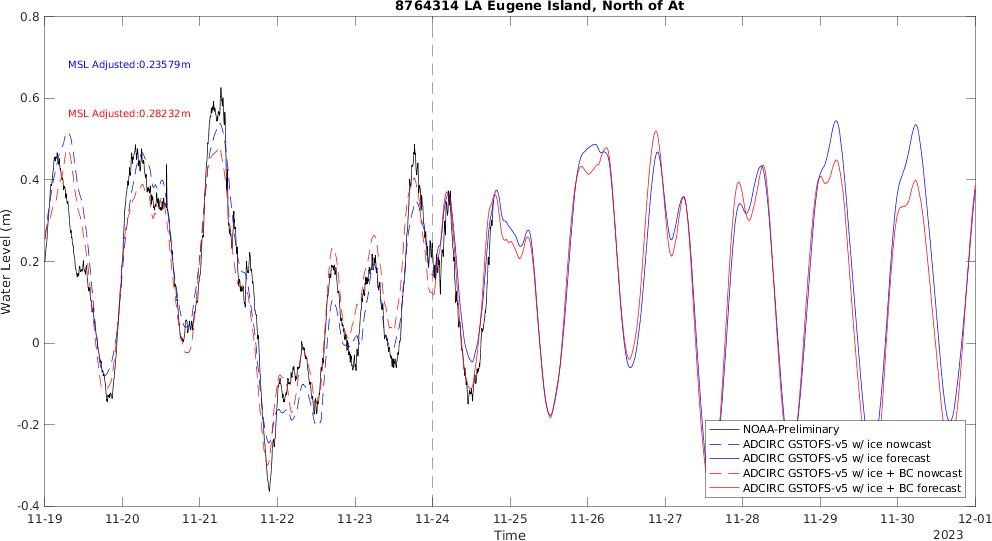 8764314 LA Eugene Island, North of At
0.8
0.6
0.4
0.2
0
-0.2
-0.4
Water Level (m)
MSL Adjusted:0.23579m
MSL Adjusted:0.28232m
NOAA-Preliminary
ADCIRC GSTOFS-v5 w/ ice nowcast
ADCIRC GSTOFS-v5 w/ ice forecast
ADCIRC GSTOFS-v5 w/ ice + BC nowcast
ADCIRC GSTOFS-v5 w/ ice + BC forecast
11-19 11-20 11-21 11-22 11-23 11-24 11-25 11-26 11-27 11-28 11-29 11-30 12-01
Time
2023